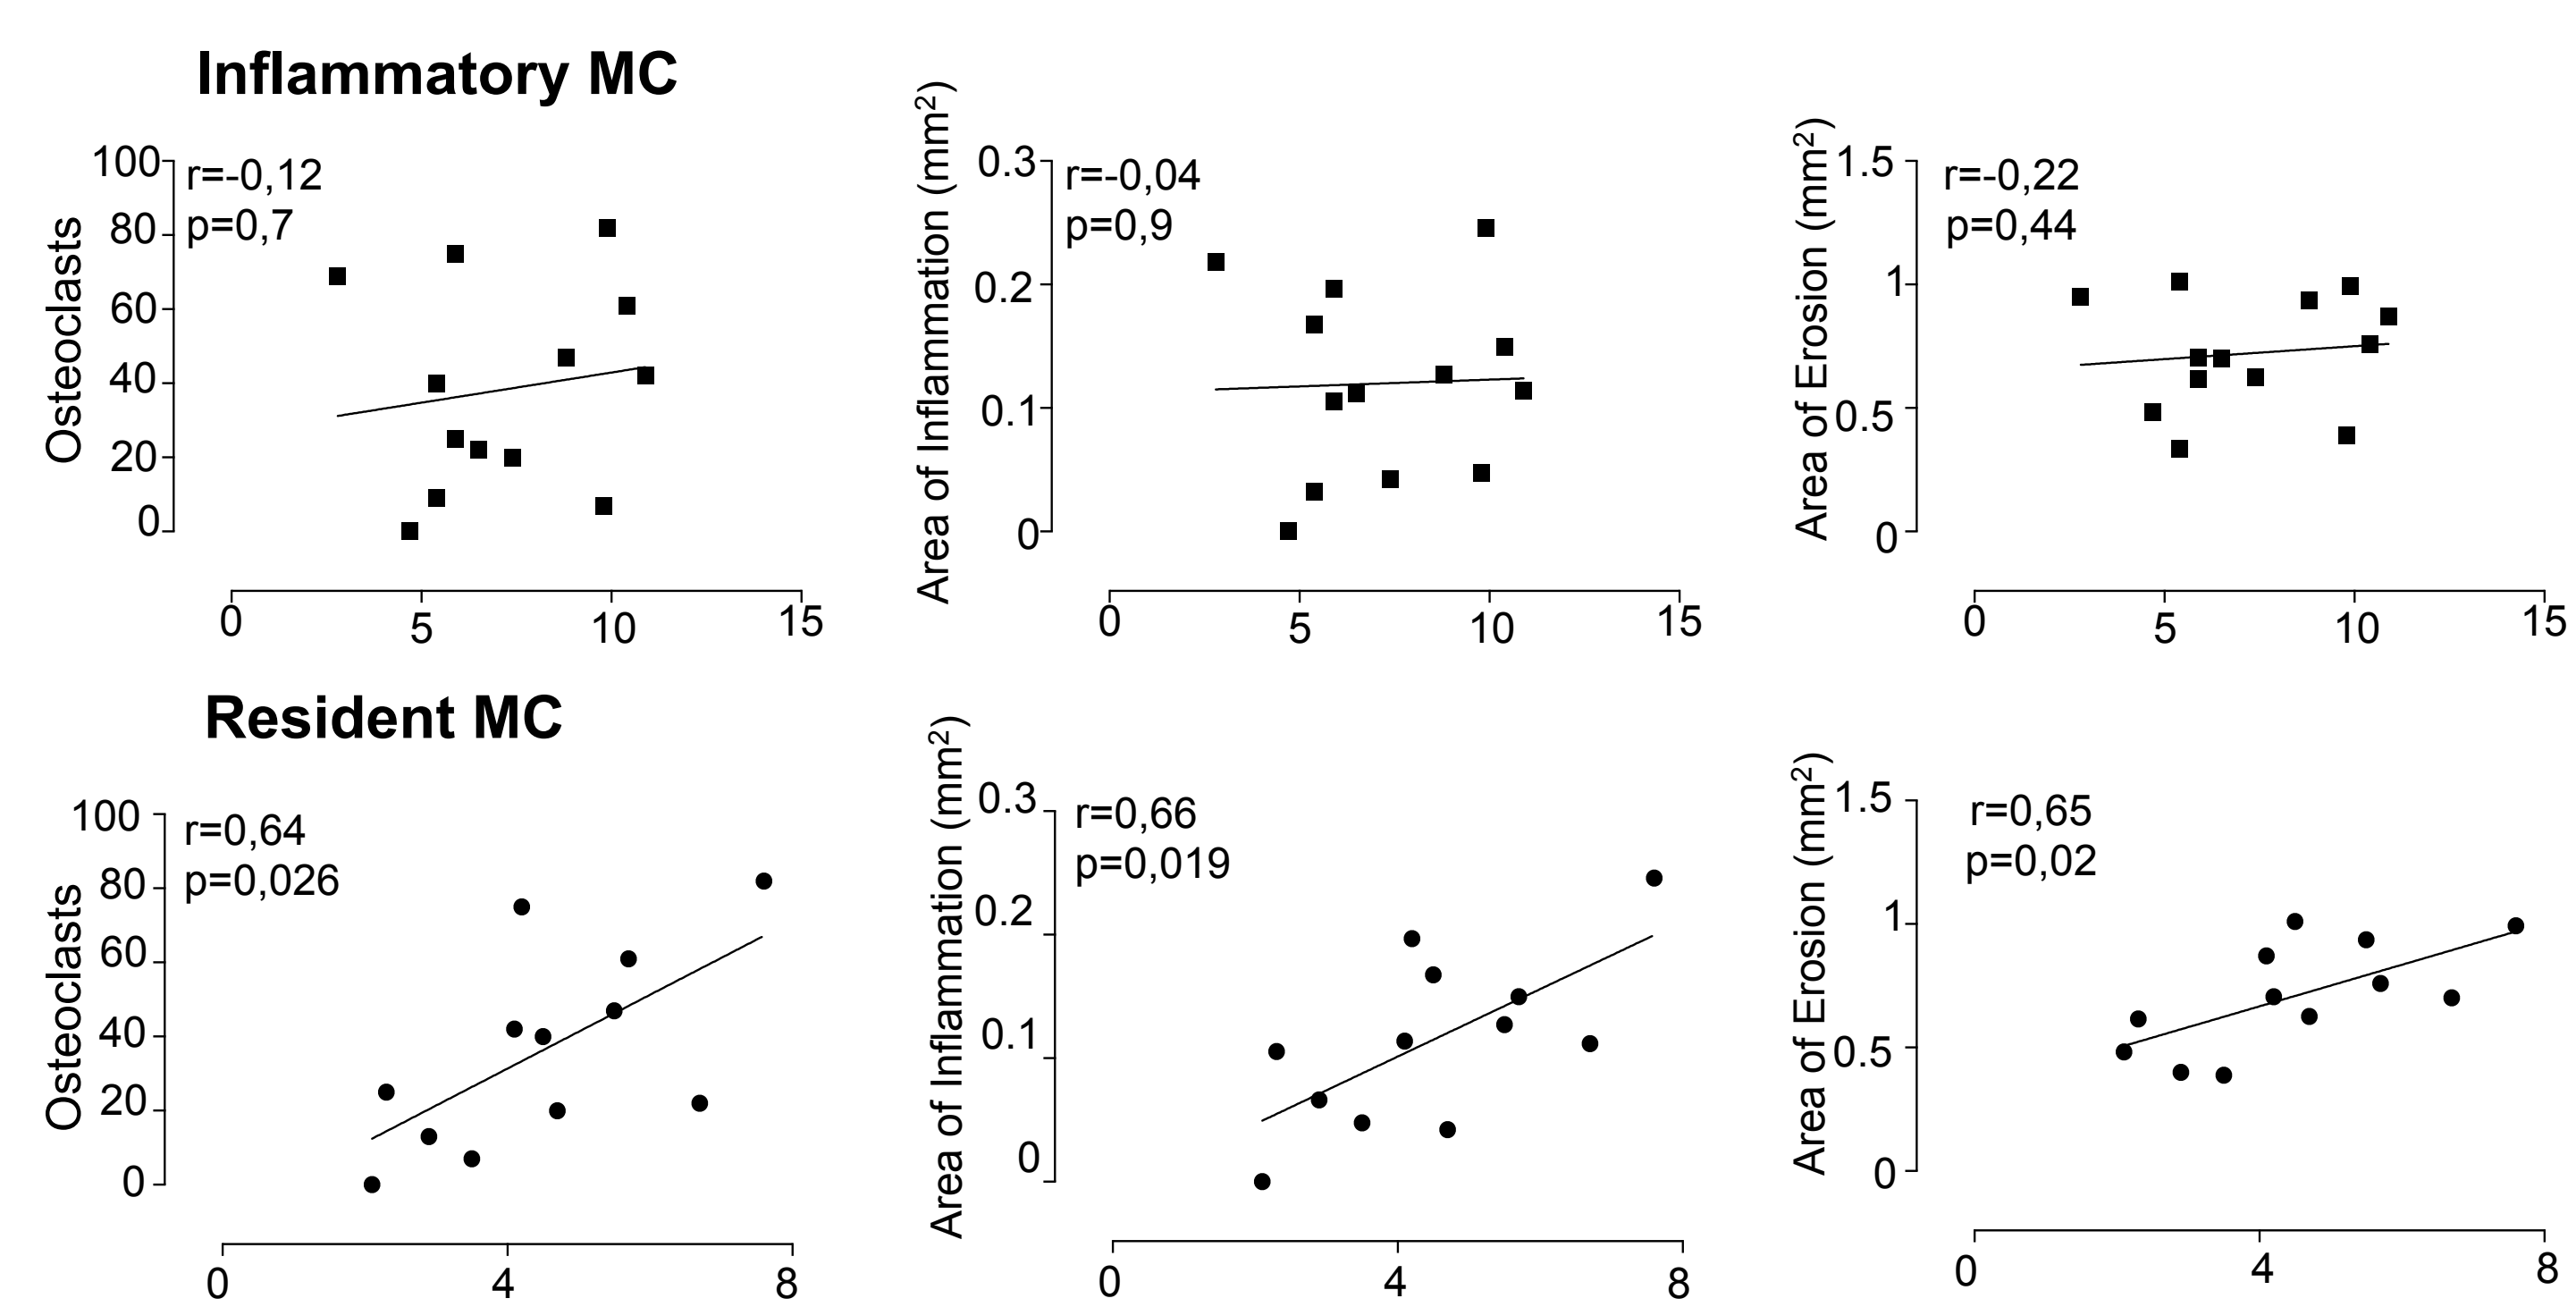 Inflammatory MC
Osteoclasts
100
80
60
40
20
0
r=-0,12
p=0,7
0
5
10
15
Area of Inflammation (mm²)
0.3
0.2
0.1
0
r=-0,04
p=0,9
0
5
10
15
Area of Erosion (mm²)
1.5
1
0.5
0
r=-0,22
p=0,44
0
5
10
15
Resident MC
Osteoclasts
100
80
60
40
20
0
r=0,64
p=0,026
0
4
8
Area of Inflammation (mm²)
0.3
0.2
0.1
0
r=0,66
p=0,019
0
4
8
Area of Erosion (mm²)
1.5
1
0.5
0
r=0,65
p=0,02
0
4
8